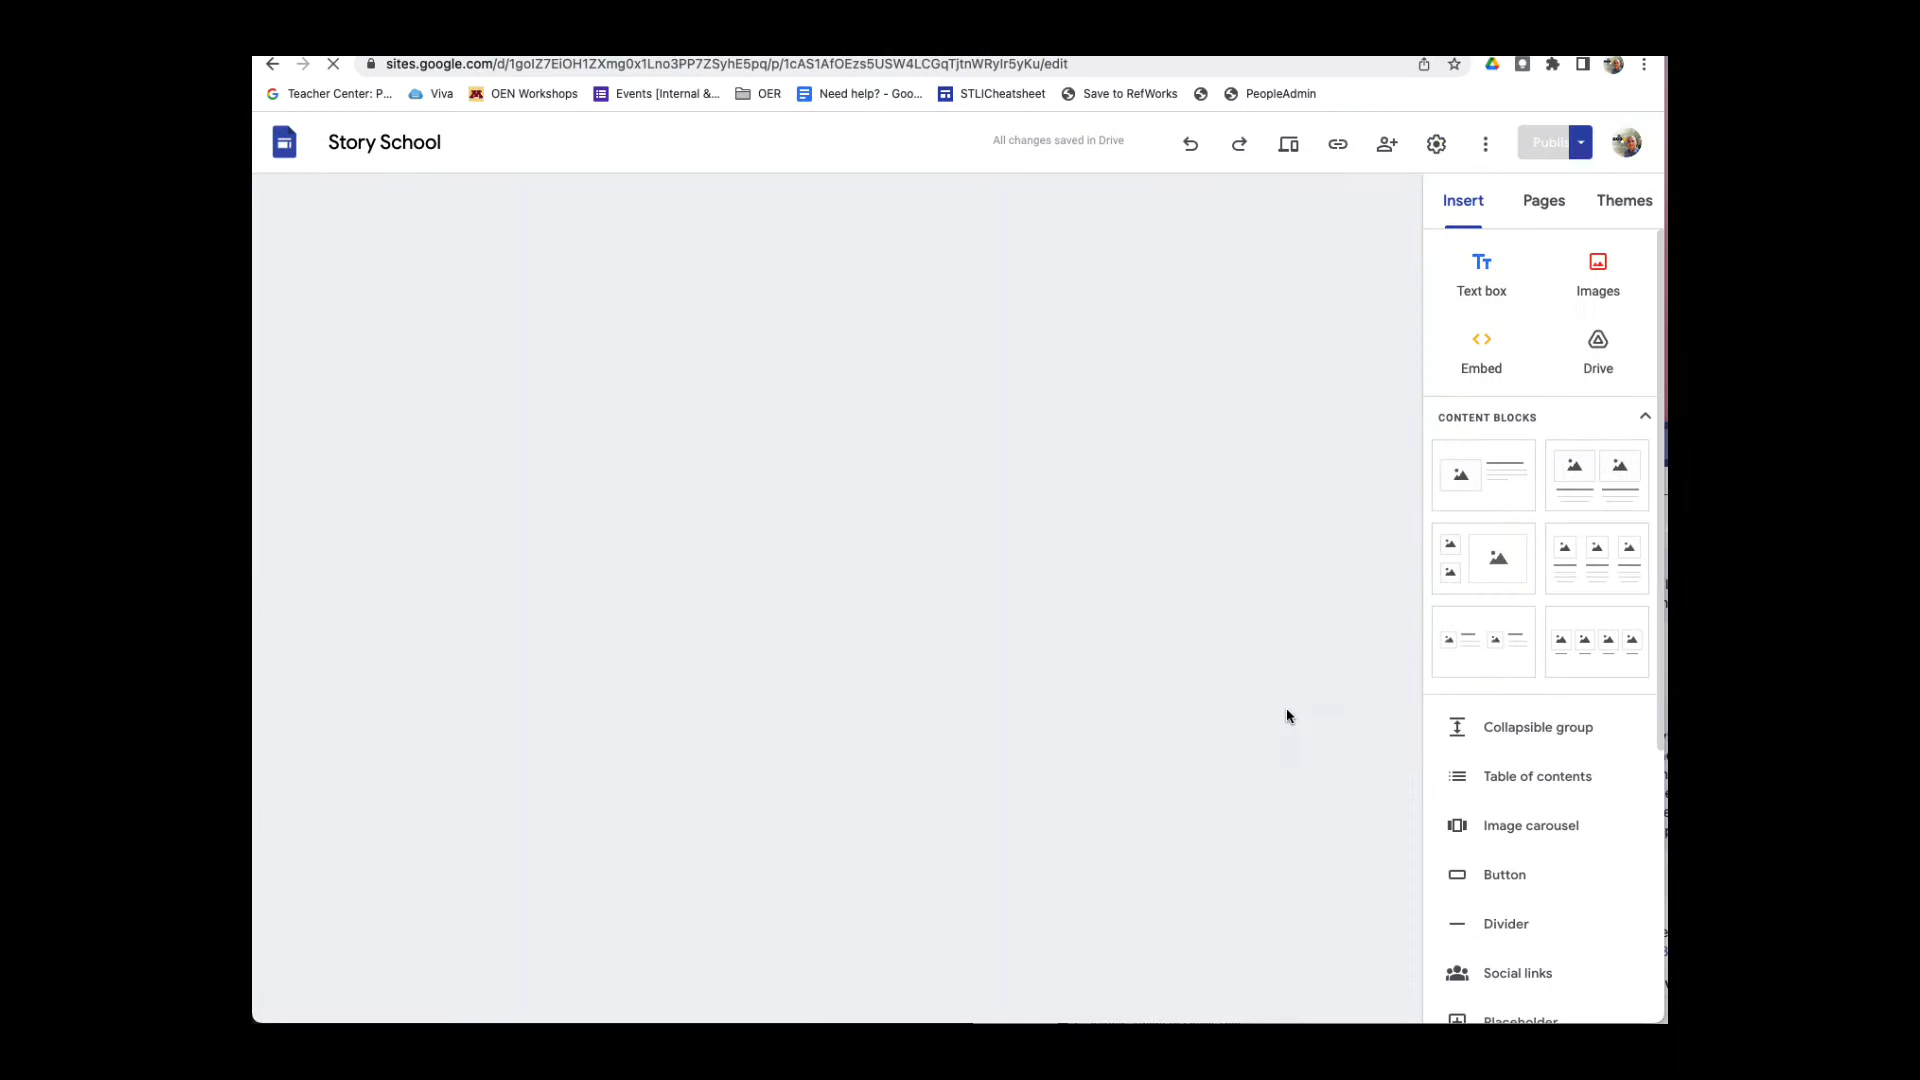 sites.google.com/d/1goIZ7EiOH1ZXmg0x1Lno3PP7ZSyhE5pq/p/1cAS1AfOEzs5USW4LCGqTjtnWRyIr5yKu/edit
Teacher Center: P... Viva OEN Workshops Events [Internal &... OER Need help? - Goo... STLICheatsheet Save to RefWorks PeopleAdmin
Story School
All changes saved in Drive
Publis
Insert Pages Themes
Text box Images
Embed Drive
CONTENT BLOCKS
Collapsible group
Table of contents
Image carousel
Button
Divider
Social links
Placeholder